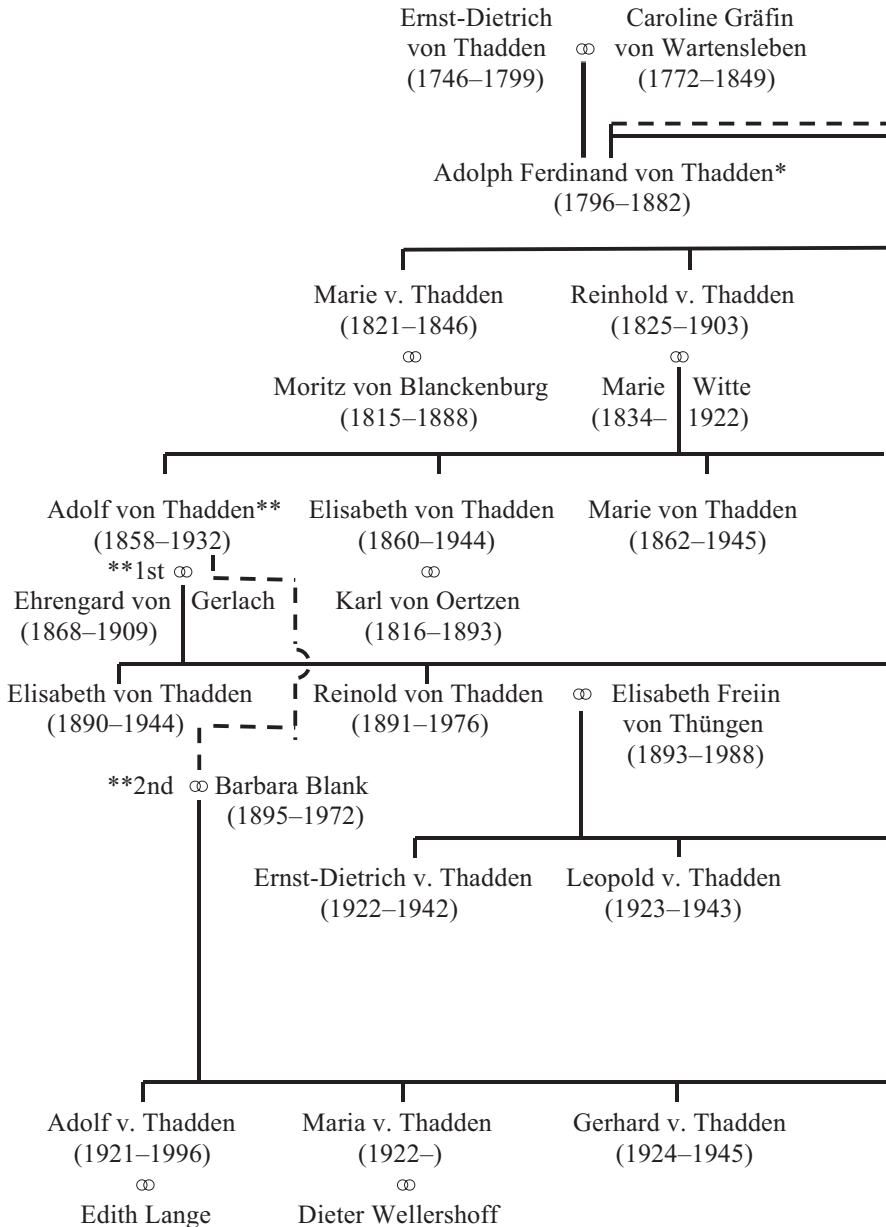 Ernst-Dietrich
von Thadden
(1746–1799)
Caroline Gräfin
von Wartensleben
(1772–1849)
Adolph Ferdinand von Thadden*
(1796–1882)
Marie v. Thadden
(1821–1846)
Moritz von Blanckenburg
(1815–1888)
Reinhold v. Thadden
(1825–1903)
Marie Witte
(1834–1922)
Adolf von Thadden**
(1858–1932)
**1st
Ehrengard von Gerlach
(1868–1909)
Elisabeth von Thadden
(1860–1944)
Karl von Oertzen
(1816–1893)
Marie von Thadden
(1862–1945)
Elisabeth von Thadden
(1890–1944)
Reinold von Thadden
(1891–1976)
Elisabeth Freiin
von Thüngen
(1893–1988)
**2nd Barbara Blank
(1895–1972)
Ernst-Dietrich v. Thadden
(1922–1942)
Leopold v. Thadden
(1923–1943)
Adolf v. Thadden
(1921–1996)
Edith Lange
Maria v. Thadden
(1922–)
Dieter Wellershoff
Gerhard v. Thadden
(1924–1945)